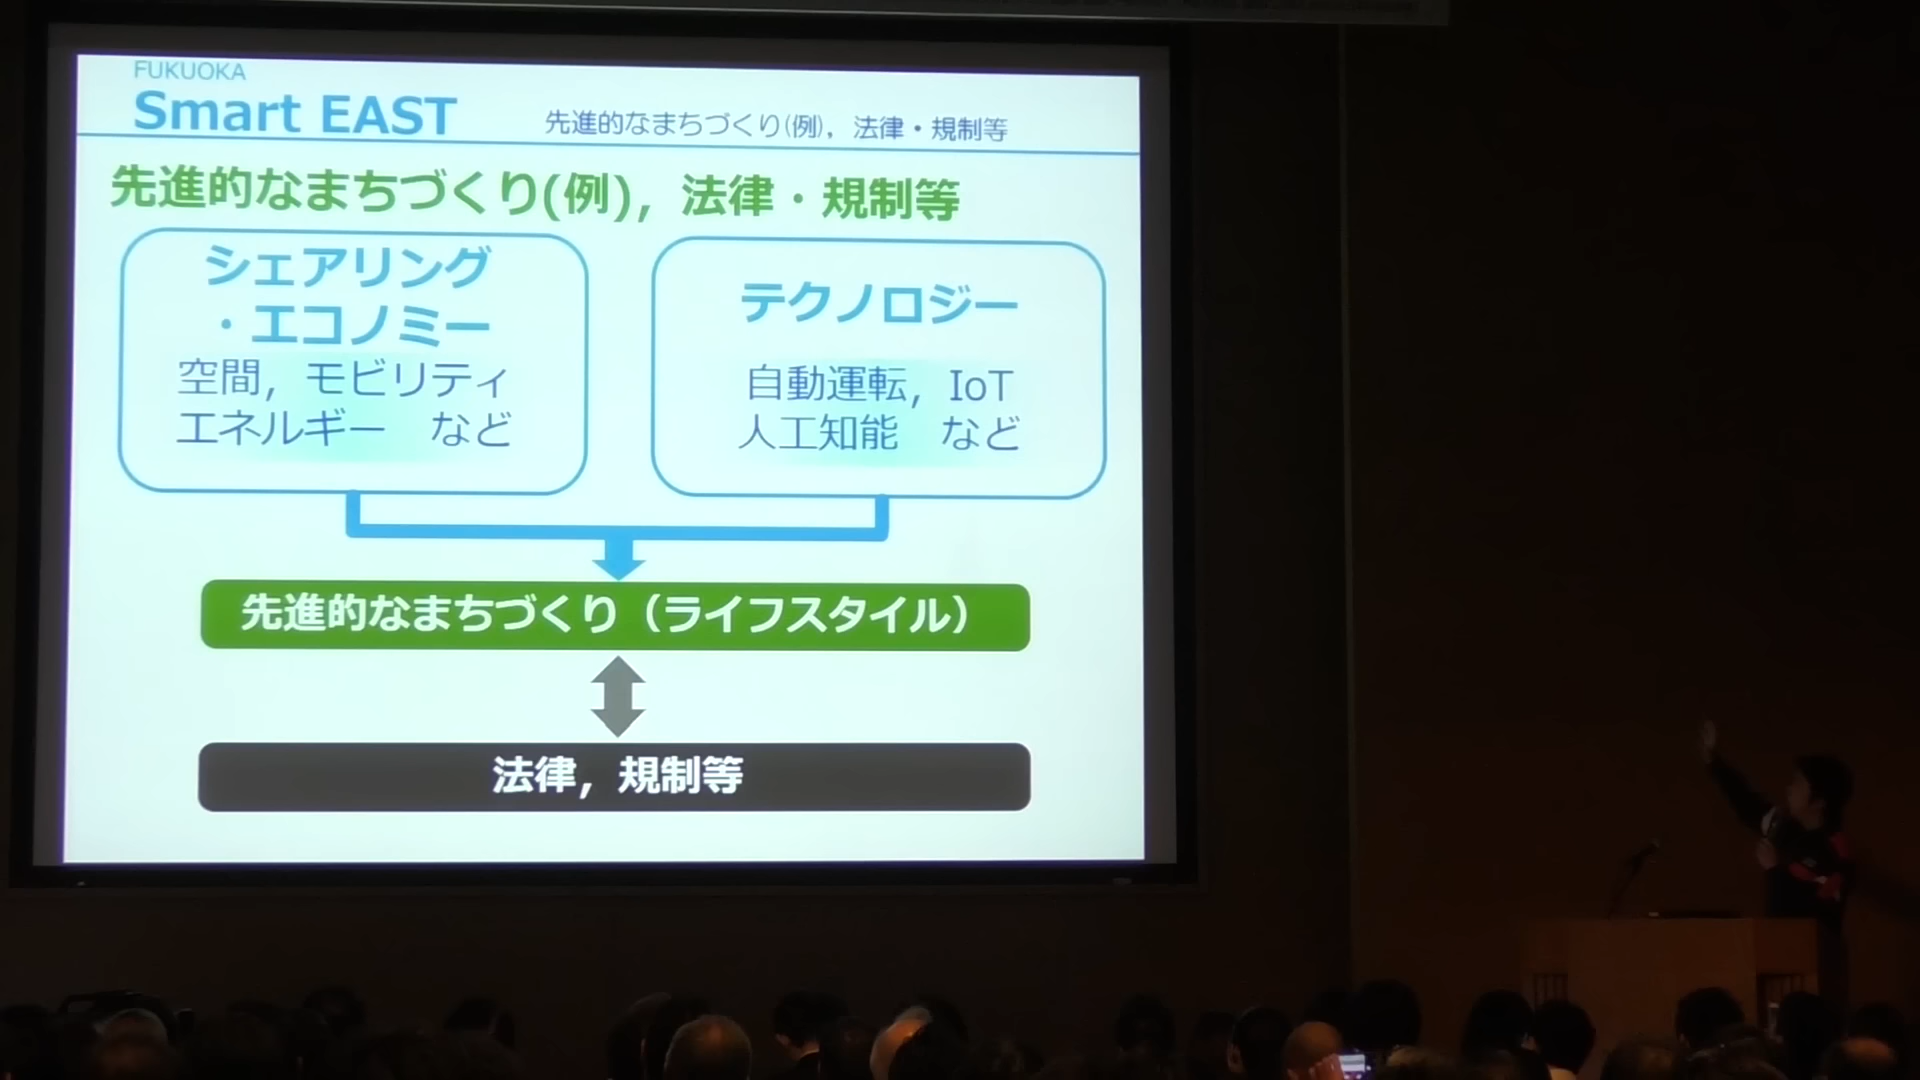 FUKUOKA
Smart EAST
先進的なまちづくり(例)，法律・規制等
先進的なまちづくり(例)，法律・規制等
シェアリング
・エコノミー
空間，モビリティ
エネルギー　など
テクノロジー
自動運転，IoT
人工知能　など
先進的なまちづくり（ライフスタイル）
法律，規制等